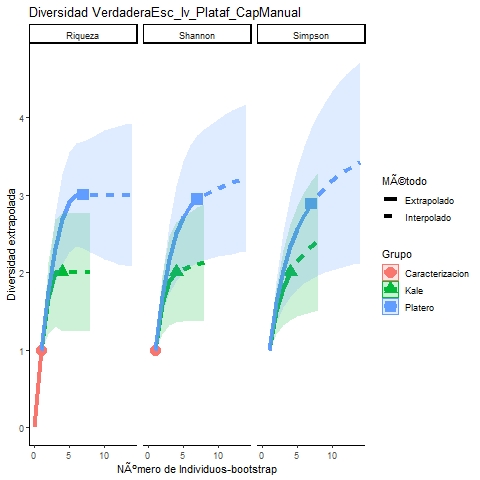 Diversidad VerdaderaEsc_Iv_Plataf_CapManual
Riqueza Shannon Simpson
4
3
2
1
0
Diversidad extrapolada
0 5 10 0 5 10 0 5 10
NÃºmero de Individuos-bootstrap
MÃ©todo
Extrapolado
Interpolado
Grupo
Caracterizacion
Kale
Platero